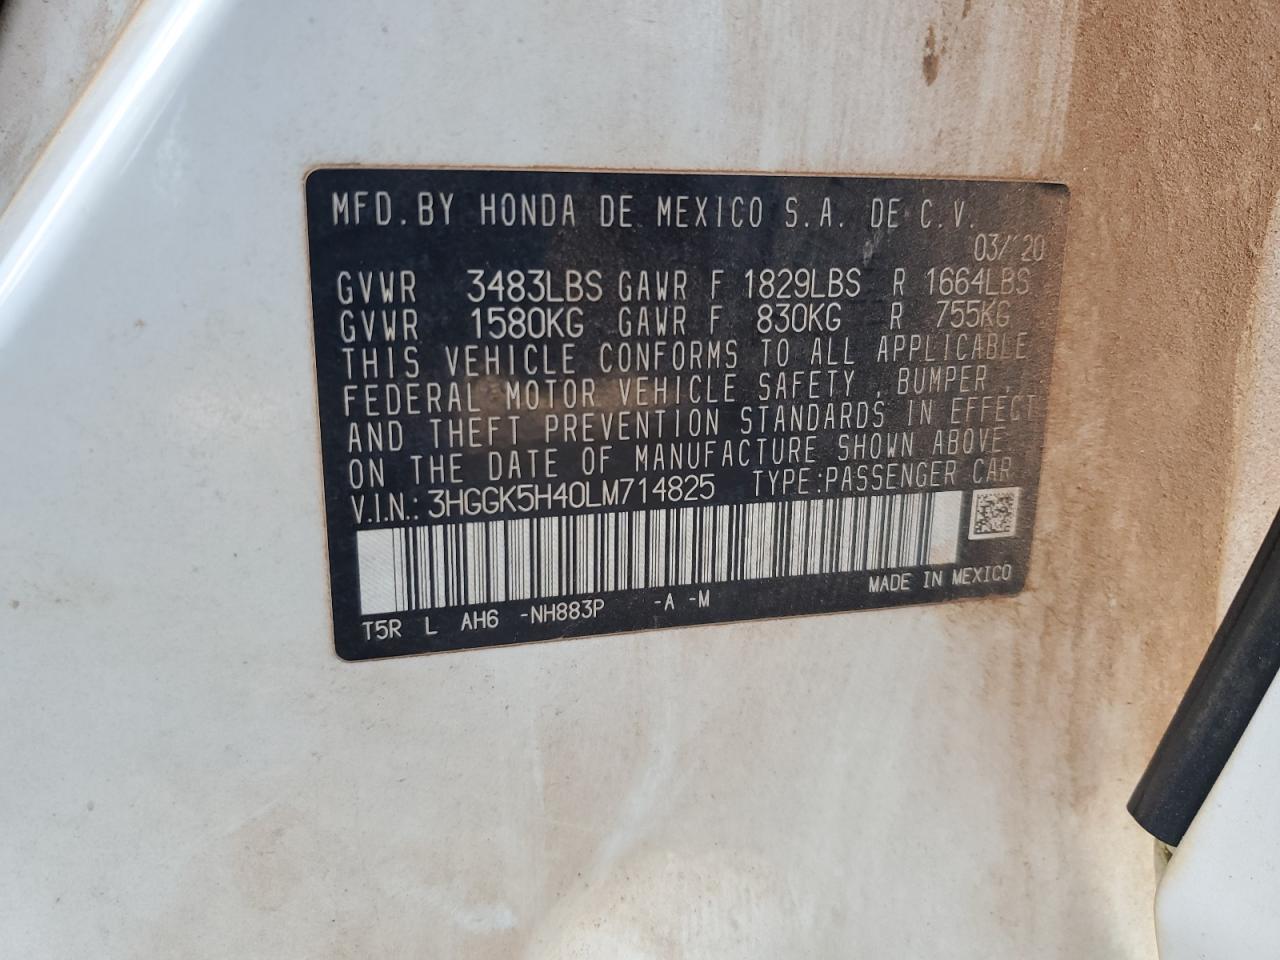 MFD. BY HONDA DE MEXICO S.A. DE C.V.
03/'20
GVWR 3483LBS GAWR F 1829LBS R 1664LBS
GVWR 1580KG GAWR F 830KG R 755KG
THIS VEHICLE CONFORMS TO ALL APPLICABLE
FEDERAL MOTOR VEHICLE SAFETY , BUMPER ,
AND THEFT PREVENTION STANDARDS IN EFFECT
ON THE DATE OF MANUFACTURE SHOWN ABOVE
V.I.N.: 3HGGK5H40LM714825 TYPE:PASSENGER CAR
MADE IN MEXICO
T5R L AH6 -NH883P -A -M